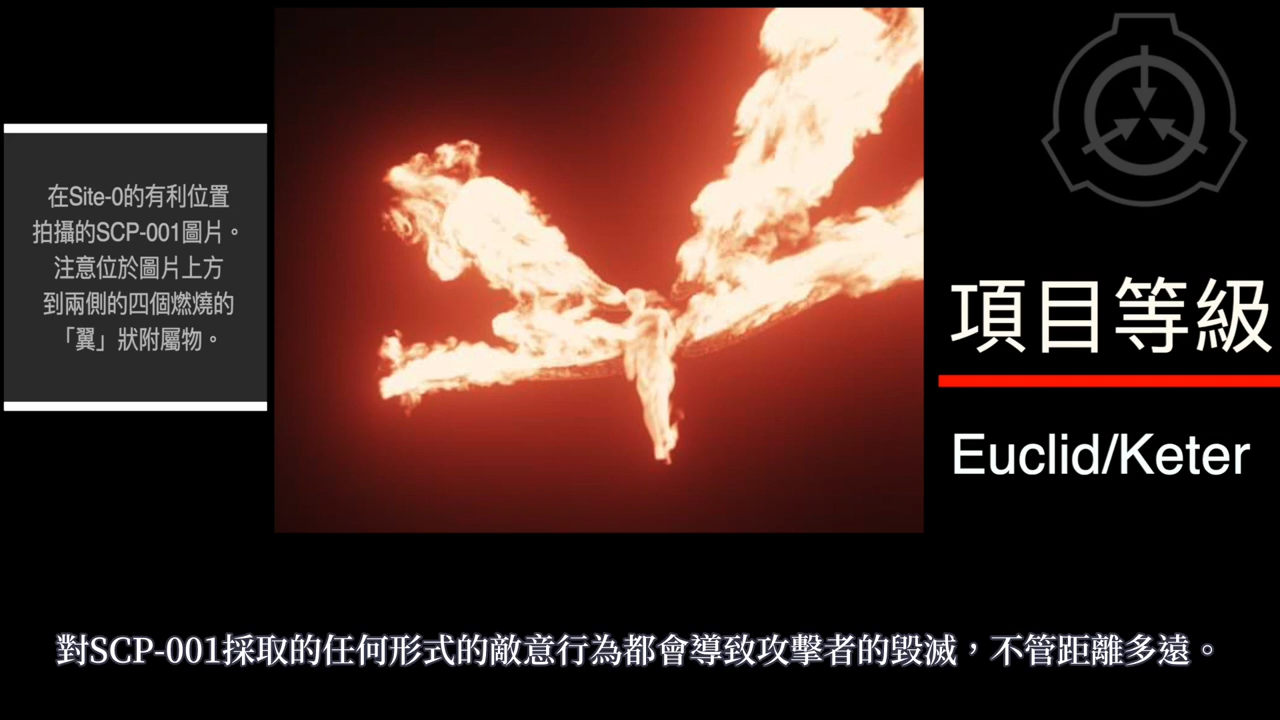 在Site-0的有利位置
拍攝的SCP-001圖片。
注意位於圖片上方
到兩側的四個燃燒的
「翼」狀附屬物。
項目等級
Euclid/Keter
對SCP-001採取的任何形式的敵意行為都會導致攻擊者的毀滅，不管距離多遠。